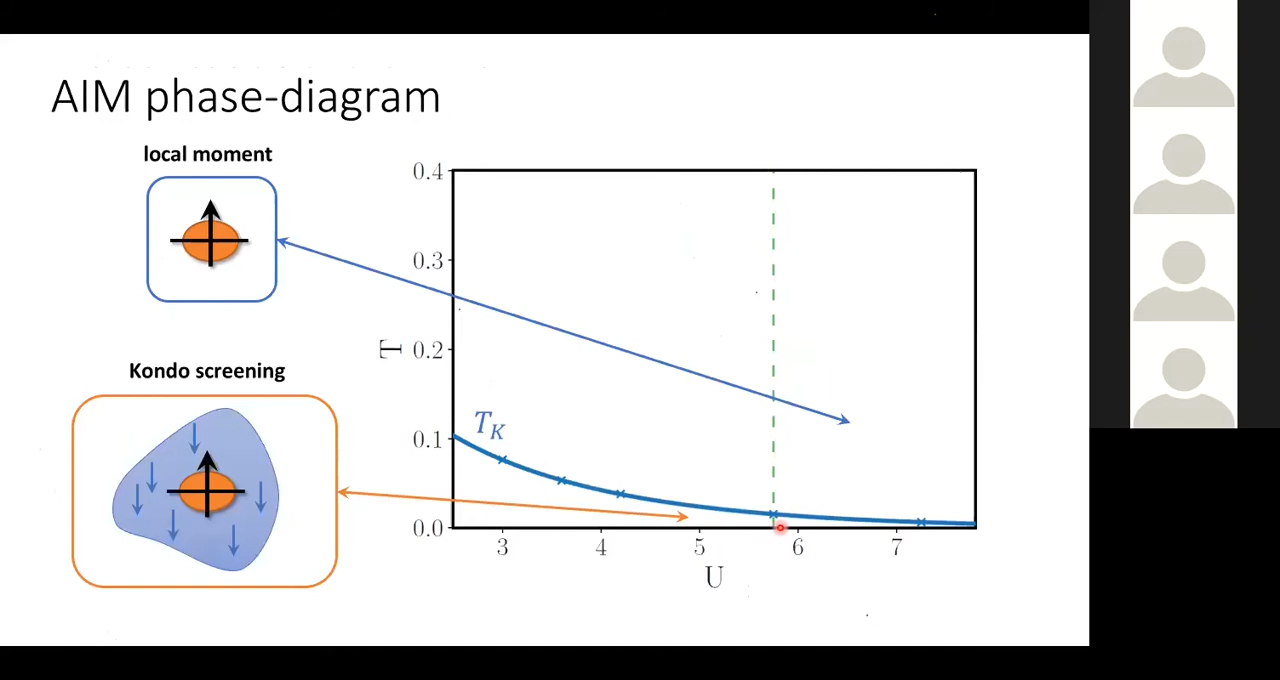 AIM phase-diagram
local moment
Kondo screening
0.4
0.3
0.2
0.1
0.0
T
T_K
3 4 5 6 7
U